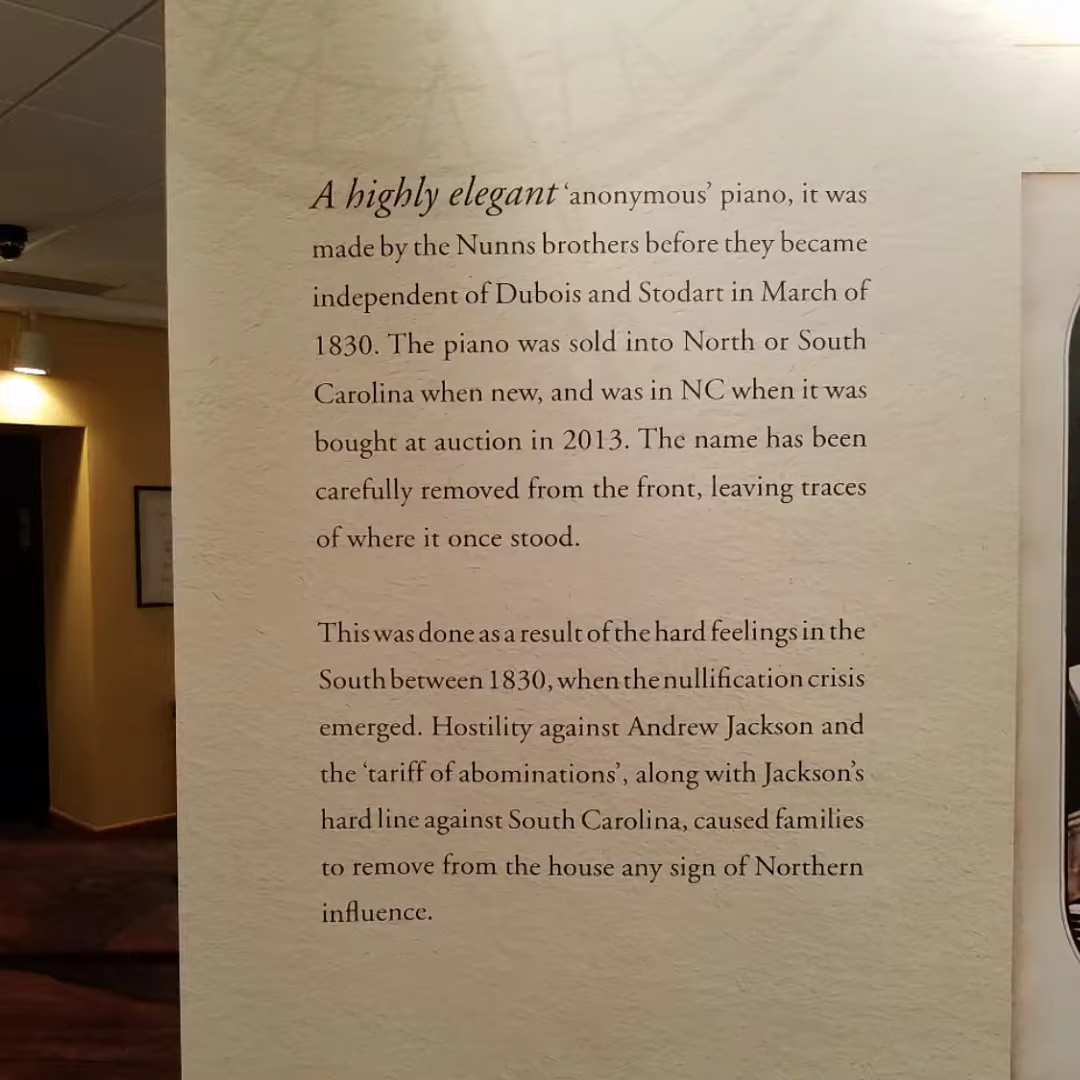 A highly elegant ‘anonymous’ piano, it was
made by the Nunns brothers before they became
independent of Dubois and Stodart in March of
1830. The piano was sold into North or South
Carolina when new, and was in NC when it was
bought at auction in 2013. The name has been
carefully removed from the front, leaving traces
of where it once stood.
This was done as a result of the hard feelings in the
South between 1830, when the nullification crisis
emerged. Hostility against Andrew Jackson and
the ‘tariff of abominations’, along with Jackson’s
hard line against South Carolina, caused families
to remove from the house any sign of Northern
influence.